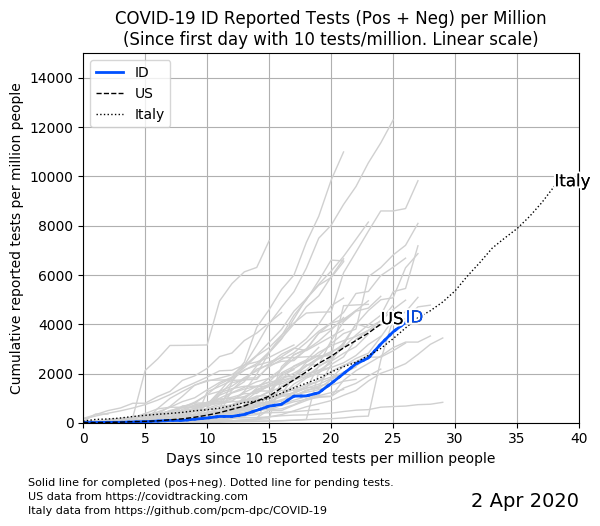 COVID-19 ID Reported Tests (Pos + Neg) per Million
(Since first day with 10 tests/million. Linear scale)
Cumulative reported tests per million people
14000
12000
10000
8000
6000
4000
2000
0
ID
US
Italy
Italy
US
ID
0
5
10
15
20
25
30
35
40
Days since 10 reported tests per million people
Solid line for completed (pos+neg). Dotted line for pending tests.
US data from https://covidtracking.com
Italy data from https://github.com/pcm-dpc/COVID-19
2 Apr 2020